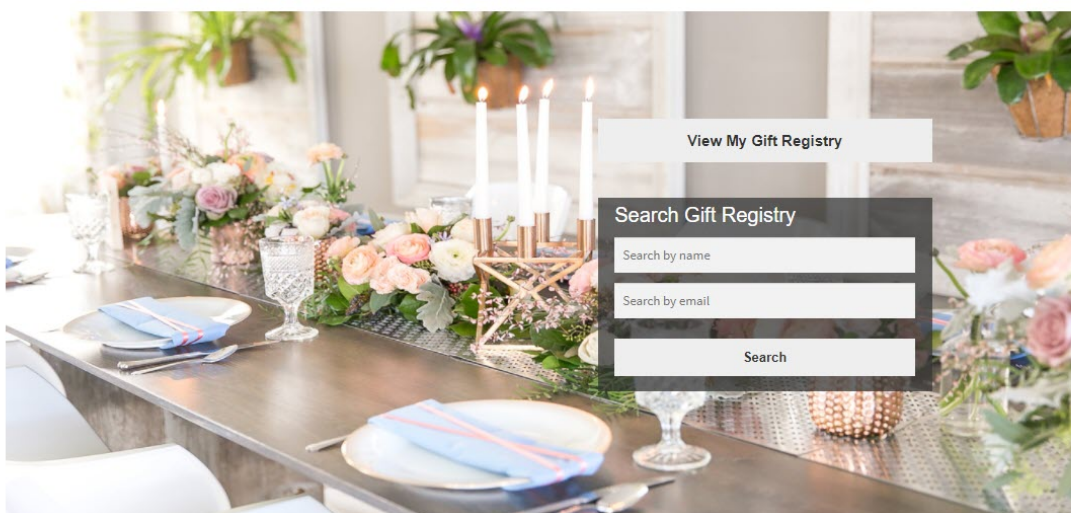 View My Gift Registry
Search Gift Registry
Search by name
Search by email
Search